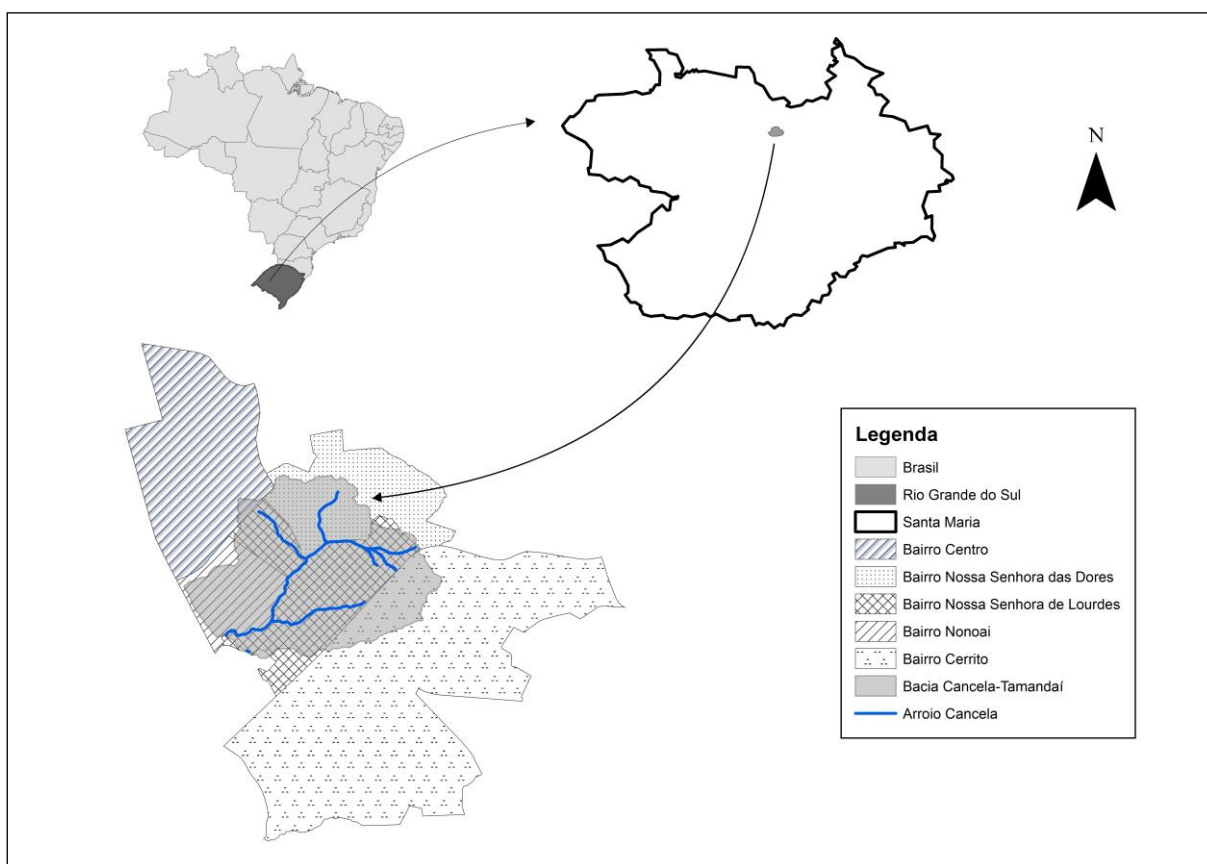 N
Legenda
Brasil
Rio Grande do Sul
Santa Maria
Bairro Centro
Bairro Nossa Senhora das Dores
Bairro Nossa Senhora de Lourdes
Bairro Nonoai
Bairro Cerrito
Bacia Cancela-Tamandaí
Arroio Cancela